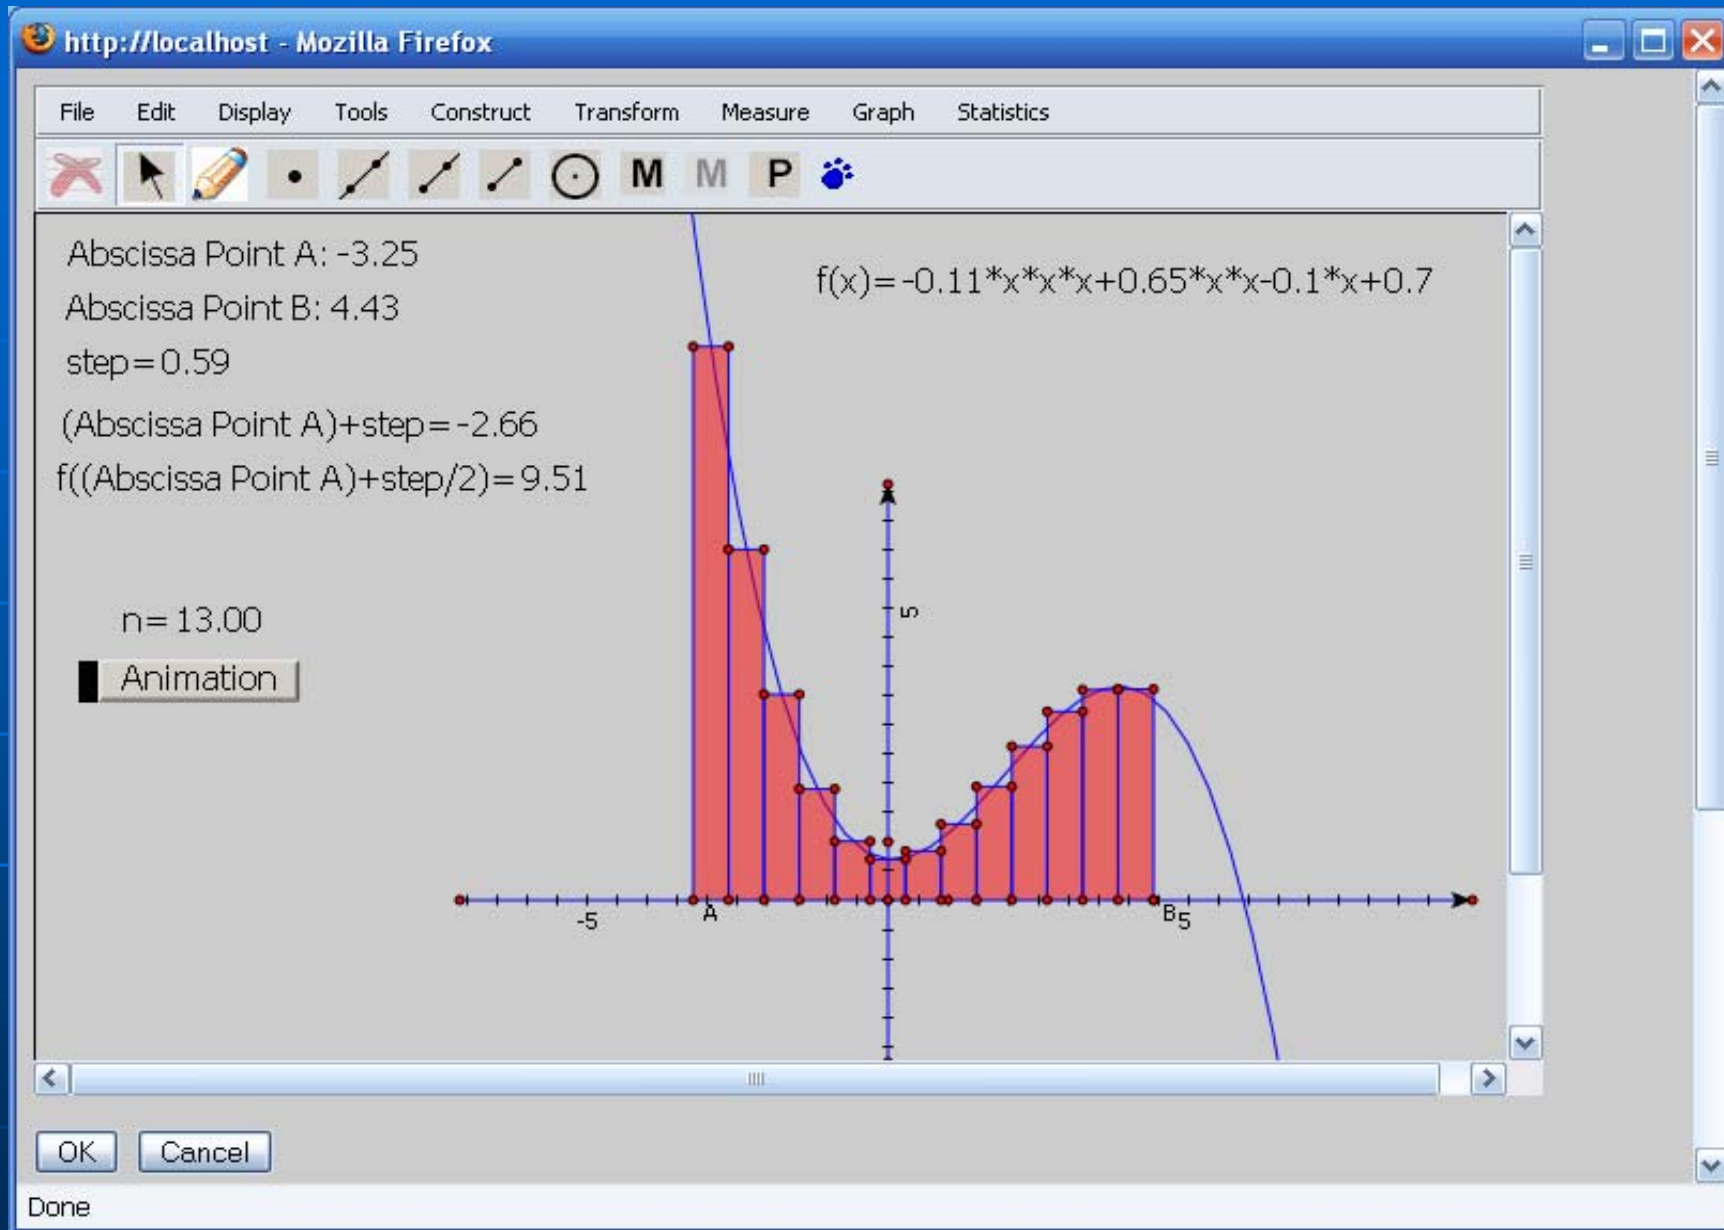 http://localhost - Mozilla Firefox
File Edit Display Tools Construct Transform Measure Graph Statistics
M M P
Abscissa Point A: -3.25
f(x)=-0.11*x*x*x+0.65*x*x-0.1*x+0.7
Abscissa Point B: 4.43
step=0.59
(Abscissa Point A)+step=-2.66
f((Abscissa Point A)+step/2)=9.51
n=13.00
5
Animation
-5 A B 5
OK Cancel
Done